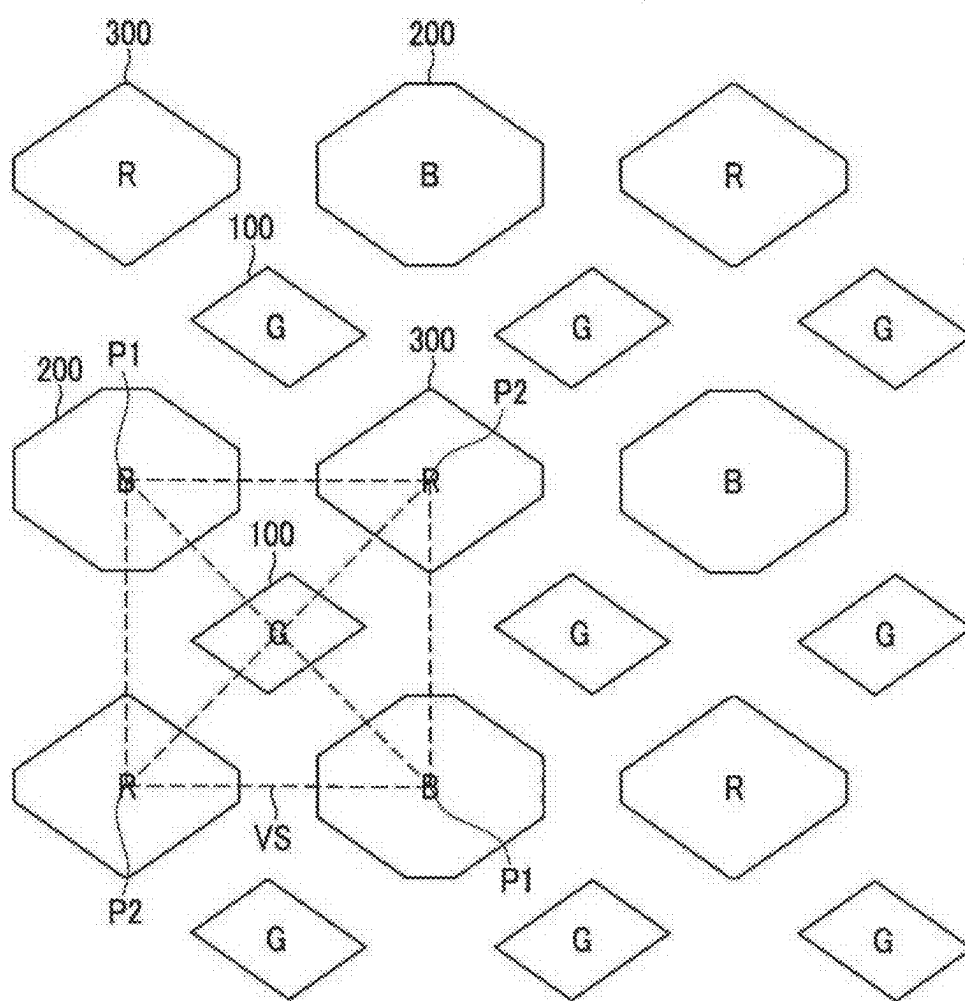 300 200
R B R
100
G G G
P1 300
200 P2
B R B
100
G G G
R B R
VS
P2 P1
G G G